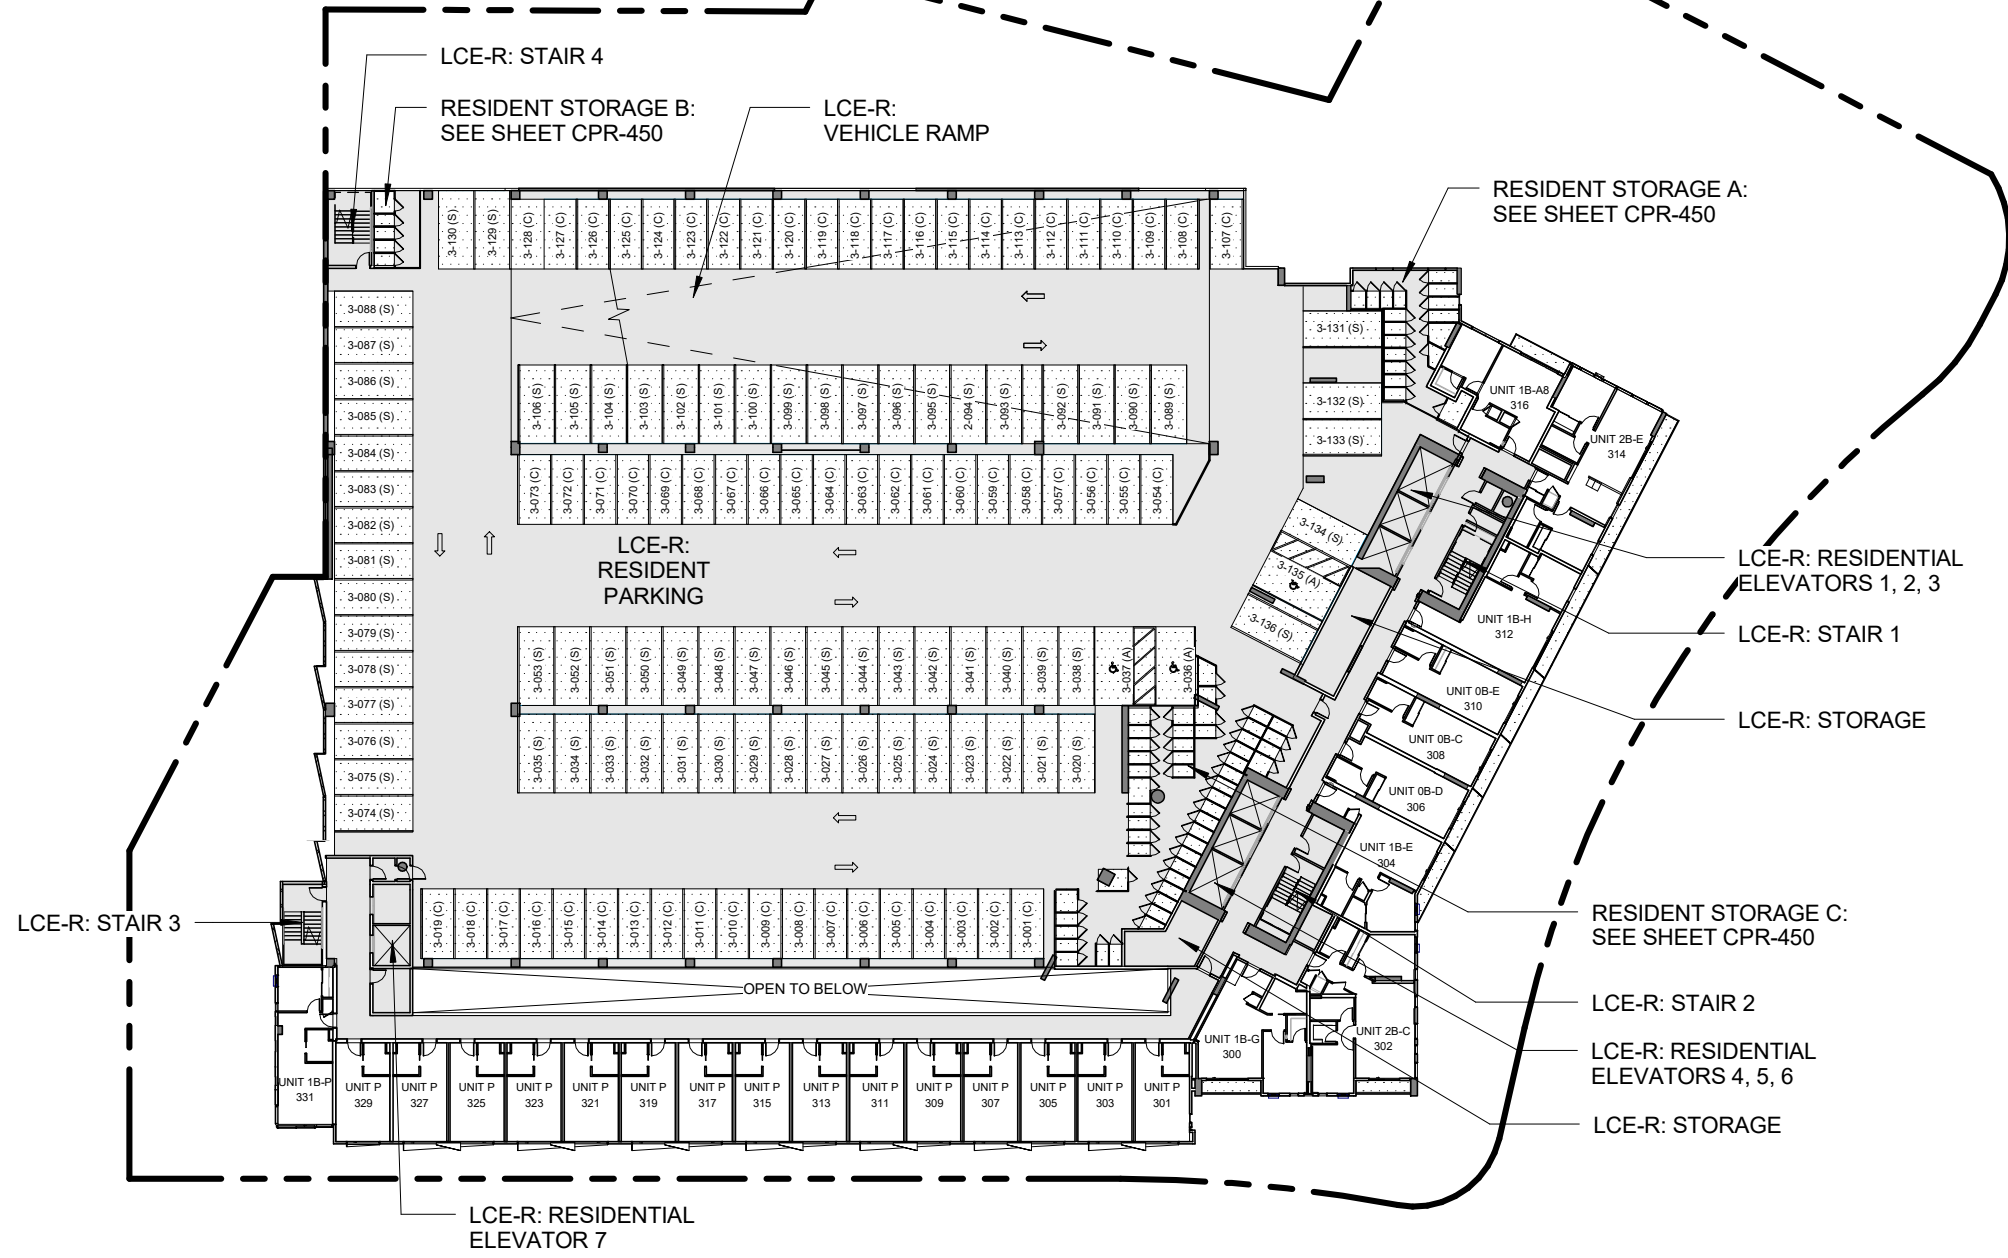 LCE-R: STAIR 4
RESIDENT STORAGE B:
SEE SHEET CPR-450
LCE-R:
VEHICLE RAMP
RESIDENT STORAGE A:
SEE SHEET CPR-450
3-130 (S)
3-129 (S)
3-128 (C)
3-127 (C)
3-126 (C)
3-125 (C)
3-124 (C)
3-123 (C)
3-122 (C)
3-121 (C)
3-120 (C)
3-119 (C)
3-118 (C)
3-117 (C)
3-116 (C)
3-115 (C)
3-114 (C)
3-113 (C)
3-112 (C)
3-111 (C)
3-110 (C)
3-109 (C)
3-108 (C)
3-107 (C)
3-088 (S)
3-087 (S)
3-086 (S)
3-085 (S)
3-084 (S)
3-083 (S)
3-082 (S)
3-081 (S)
3-080 (S)
3-079 (S)
3-078 (S)
3-077 (S)
3-076 (S)
3-075 (S)
3-074 (S)
3-106 (S)
3-105 (S)
3-104 (S)
3-103 (S)
3-102 (S)
3-101 (S)
3-100 (S)
3-099 (S)
3-098 (S)
3-097 (S)
3-096 (S)
3-095 (S)
2-094 (S)
3-093 (S)
3-092 (S)
3-091 (S)
3-090 (S)
3-089 (S)
3-131 (S)
3-132 (S)
3-133 (S)
3-073 (C)
3-072 (C)
3-071 (C)
3-070 (C)
3-069 (C)
3-068 (C)
3-067 (C)
3-066 (C)
3-065 (C)
3-064 (C)
3-063 (C)
3-062 (C)
3-061 (C)
3-060 (C)
3-059 (C)
3-058 (C)
3-057 (C)
3-056 (C)
3-055 (C)
3-054 (C)
LCE-R:
RESIDENT
PARKING
3-134 (S)
3-135 (A)
3-136 (S)
3-0553 (S)
3-0552 (S)
3-0551 (S)
3-0550 (S)
3-0449 (S)
3-048 (S)
3-047 (S)
3-046 (S)
3-045 (S)
3-044 (S)
3-0443 (S)
3-042 (S)
3-041 (S)
3-0440 (S)
3-039 (S)
3-038 (S)
3-037 (A)
3-036 (A)
3-035 (S)
3-034 (S)
3-033 (S)
3-032 (S)
3-031 (S)
3-030 (S)
3-029 (S)
3-028 (S)
3-027 (S)
3-026 (S)
3-025 (S)
3-024 (S)
3-023 (S)
3-022 (S)
3-021 (S)
3-020 (S)
3-019 (C)
3-018 (C)
3-017 (C)
3-016 (C)
3-015 (C)
3-014 (C)
3-013 (C)
3-012 (C)
3-011 (C)
3-010 (C)
3-009 (C)
3-008 (C)
3-007 (C)
3-006 (C)
3-005 (C)
3-004 (C)
3-003 (C)
3-002 (C)
3-001 (C)
OPEN TO BELOW
UNIT 1B-A8
316
UNIT 2B-E
314
UNIT 1B-H
312
UNIT 0B-E
310
UNIT 0B-C
308
UNIT 0B-D
306
UNIT 1B-E
304
UNIT 2B-C
302
UNIT 1B-G
300
UNIT 1B-P
331
UNIT P
329
UNIT P
327
UNIT P
325
UNIT P
323
UNIT P
321
UNIT P
319
UNIT P
317
UNIT P
315
UNIT P
313
UNIT P
311
UNIT P
309
UNIT P
307
UNIT P
305
UNIT P
303
UNIT P
301
LCE-R: RESIDENTIAL
ELEVATORS 1, 2, 3
LCE-R: STAIR 1
LCE-R: STORAGE
RESIDENT STORAGE C:
SEE SHEET CPR-450
LCE-R: STAIR 2
LCE-R: RESIDENTIAL
ELEVATORS 4, 5, 6
LCE-R: STORAGE
LCE-R: STAIR 3
LCE-R: RESIDENTIAL
ELEVATOR 7